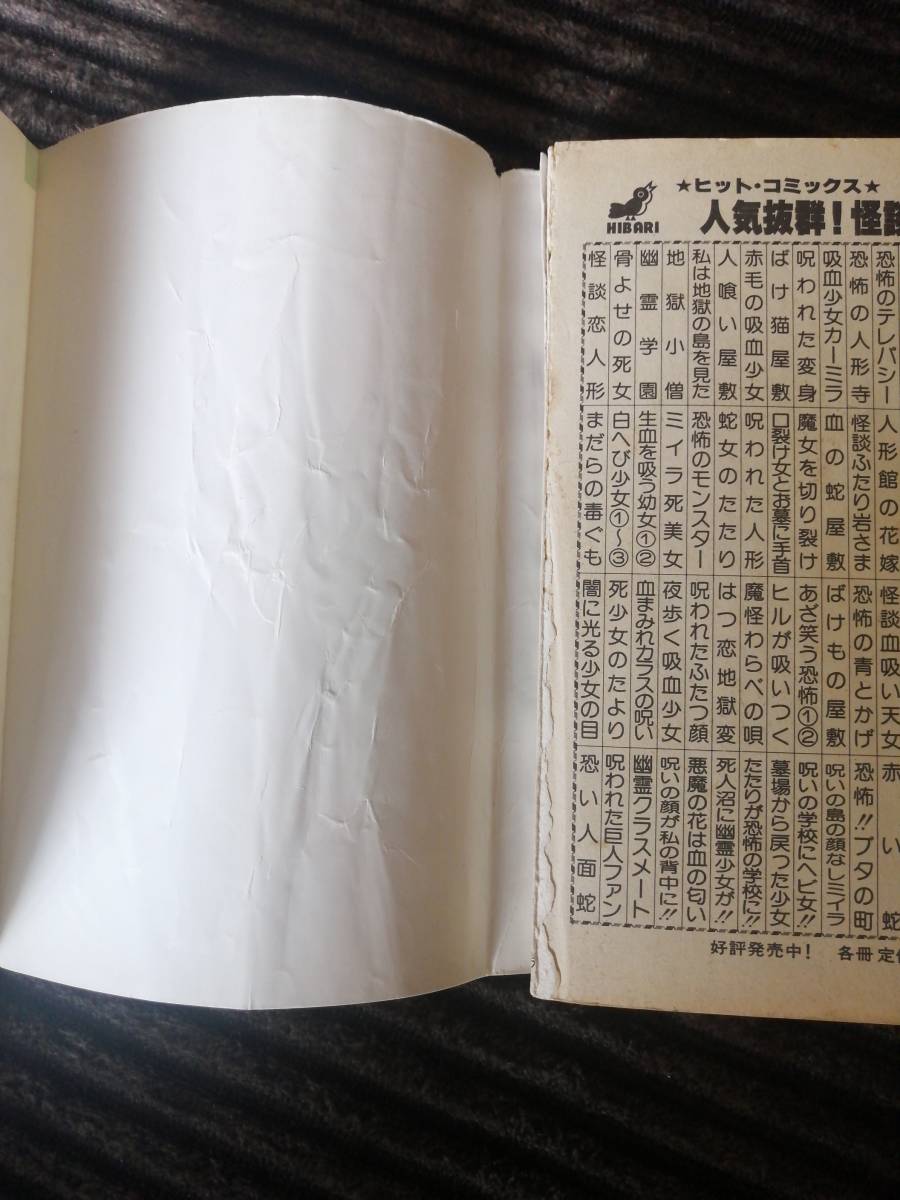 HIBARI
★ヒット・コミックス★
人気抜群!怪談
恐怖のテレパシー
恐怖の人形寺
吸血少女カーミラ
呪われた変身
ばけ猫屋敷
赤毛の吸血少女
人喰い屋敷
私は地獄の島を見た
地獄小僧
幽霊学園
骨よせの死女
怪談恋人形
人形館の花嫁
怪談ふたり岩さま
血の蛇屋敷
魔女を切り裂け
口裂け女とお墓に手首
呪われた人形
蛇女のたたり
恐怖のモンスター
ミイラ死美女
生血を吸う幼女①②
白へび少女①〜③
まだらの毒ぐも
怪談血吸い天女
恐怖の青とかげ
ばけもの屋敷
あざ笑う恐怖①②
ヒルが吸いつく
魔怪わらべの唄
はつ恋地獄変
呪われたふたつ顔
夜歩く吸血少女
血まみれカラスの呪い
死少女のたより
闇に光る少女の目
赤い蛇
恐怖!!ブタの町
呪いの島の顔なしミイラ
呪いの学校にヘビ女!!
墓場から戻った少女
たたりが恐怖の学校に!!
死人沼に幽霊少女が!!
悪魔の花は血の匂い
呪いの顔が私の背中に!!
幽霊クラスメート
呪われた巨人ファン
恐い人面蛇
好評発売中! 各冊定価